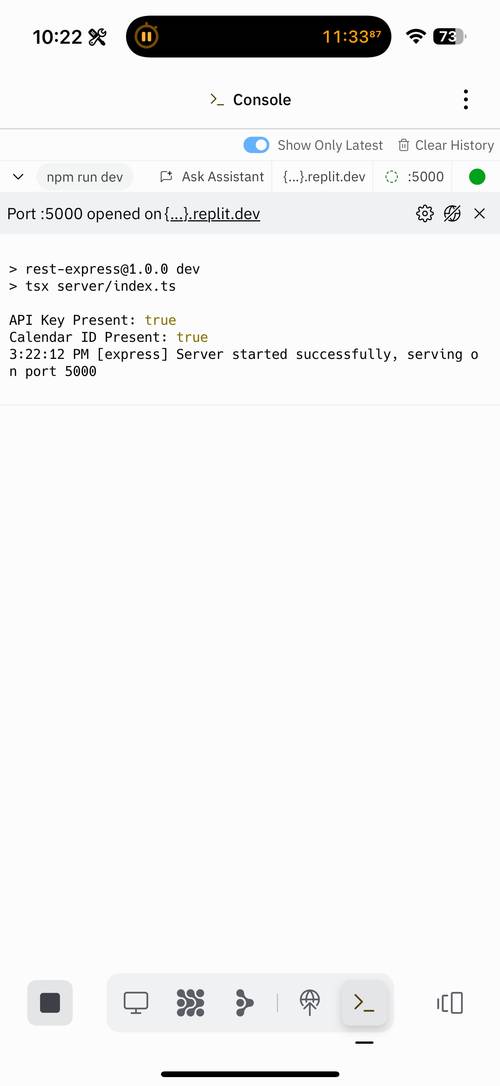 10:22
11:33⁸⁷
73
>_ Console
Show Only Latest
Clear History
npm run dev
Ask Assistant
{...}.replit.dev
:5000
Port :5000 opened on {...}.replit.dev
> rest-express@1.0.0 dev
> tsx server/index.ts
API Key Present: true
Calendar ID Present: true
3:22:12 PM [express] Server started successfully, serving o
n port 5000